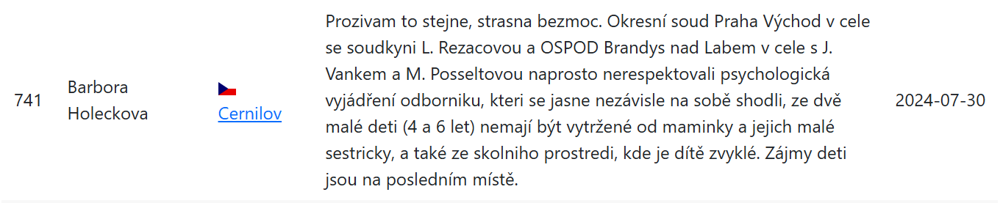 741
Barbora
Holeckova
Cernilov
Prozivam to stejne, strasna bezmoc. Okresní soud Praha Východ v cele
se soudkyni L. Rezacovou a OSPOD Brandys nad Labem v cele s J.
Vankem a M. Posseltovou naprosto nerespektovali psychologická
vyjádření odborniku, kteri se jasne nezávisle na sobě shodli, ze dvě
malé deti (4 a 6 let) nemají být vytržené od maminky a jejich malé
sestricky, a také ze skolniho prostredi, kde je dítě zvyklé. Zájmy deti
jsou na posledním místě.
2024-07-30